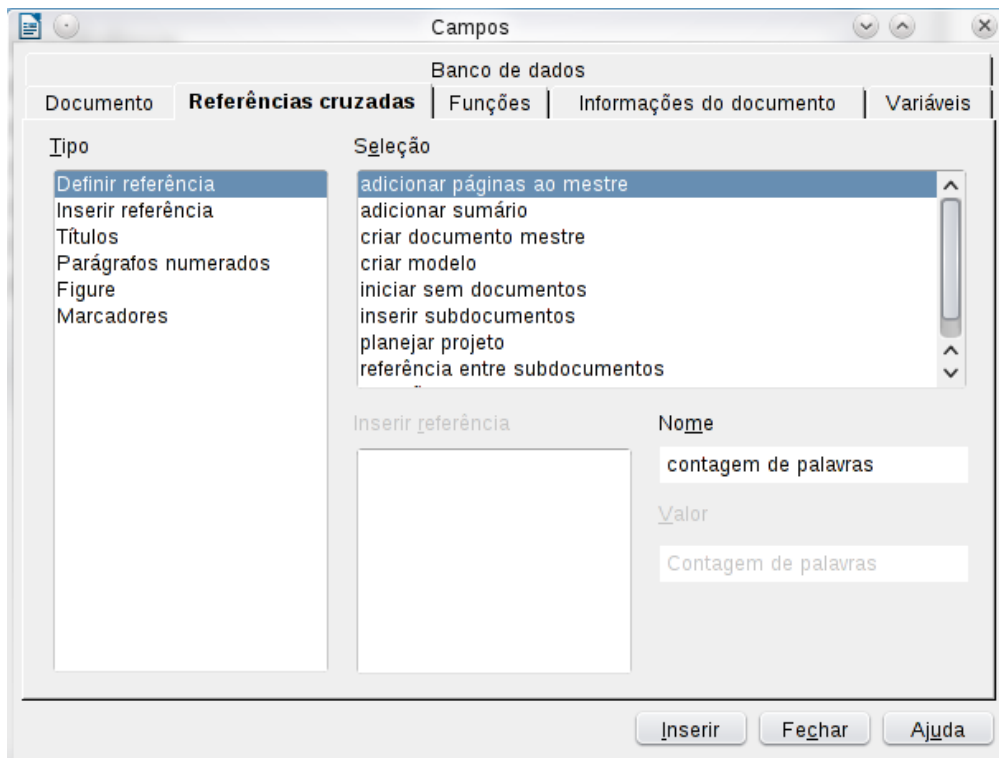 Campos
Banco de dados
Documento
Referências cruzadas
Funções
Informações do documento
Variáveis
Tipo
Definir referência
Inserir referência
Títulos
Parágrafos numerados
Figure
Marcadores
Seleção
adicionar páginas ao mestre
adicionar sumário
criar documento mestre
criar modelo
iniciar sem documentos
inserir subdocumentos
planejar projeto
referência entre subdocumentos
Inserir referência
Nome
contagem de palavras
Valor
Contagem de palavras
Inserir
Fechar
Ajuda